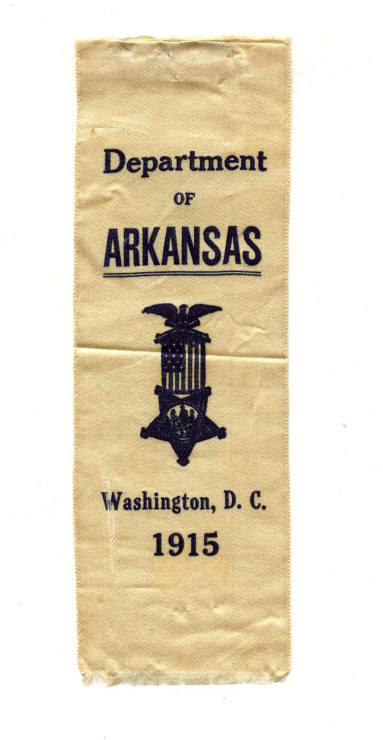 Department
OF
ARKANSAS
Washington, D. C.
1915